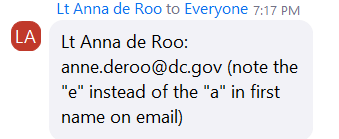 Lt Anna de Roo to Everyone 7:17 PM
LA
Lt Anna de Roo:
anne.deroo@dc.gov (note the
"e" instead of the "a" in first
name on email)